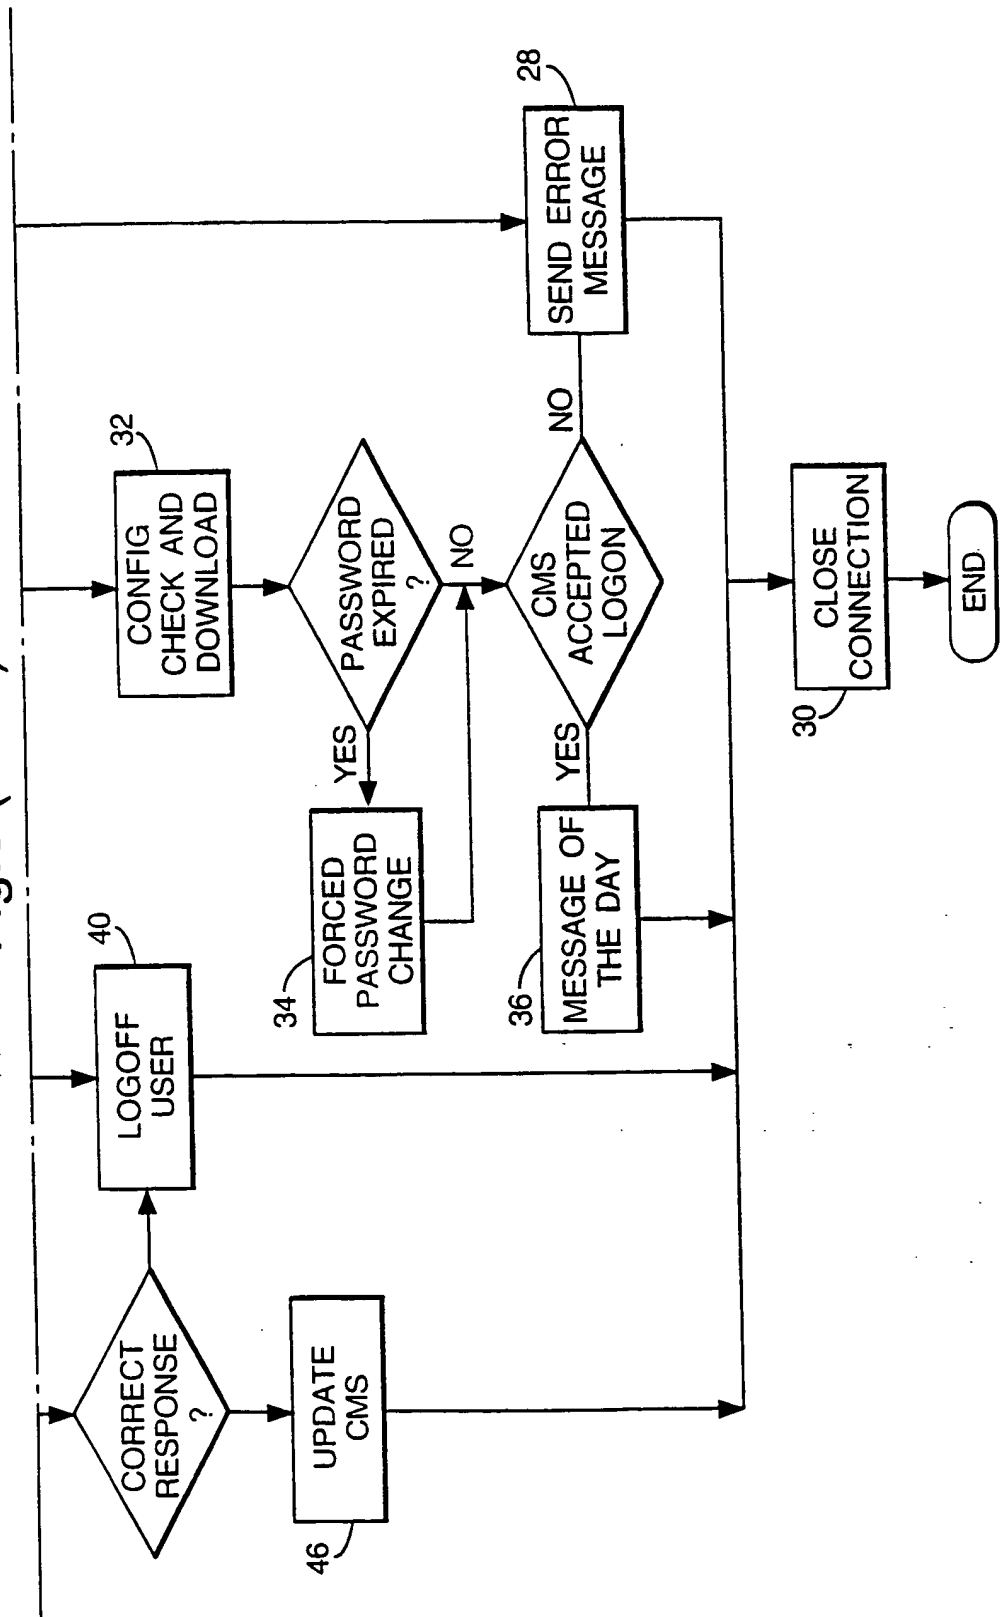 CORRECT
RESPONSE
?
46
UPDATE
CMS
40
LOGOFF
USER
32
CONFIG
CHECK AND
DOWNLOAD
PASSWORD
EXPIRED
?
YES
NO
34
FORCED
PASSWORD
CHANGE
CMS
ACCEPTED
LOGON
YES
NO
36
MESSAGE OF
THE DAY
28
SEND ERROR
MESSAGE
30
CLOSE
CONNECTION
END